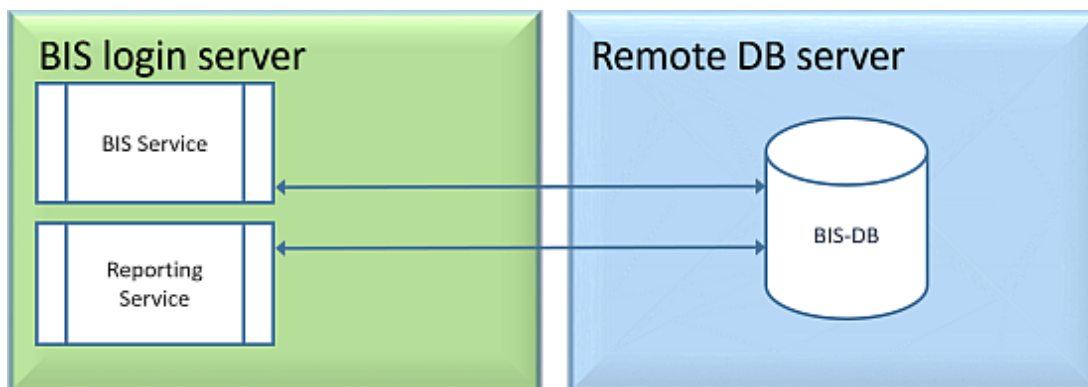 BIS login server
BIS Service
Reporting
Service
Remote DB server
BIS-DB